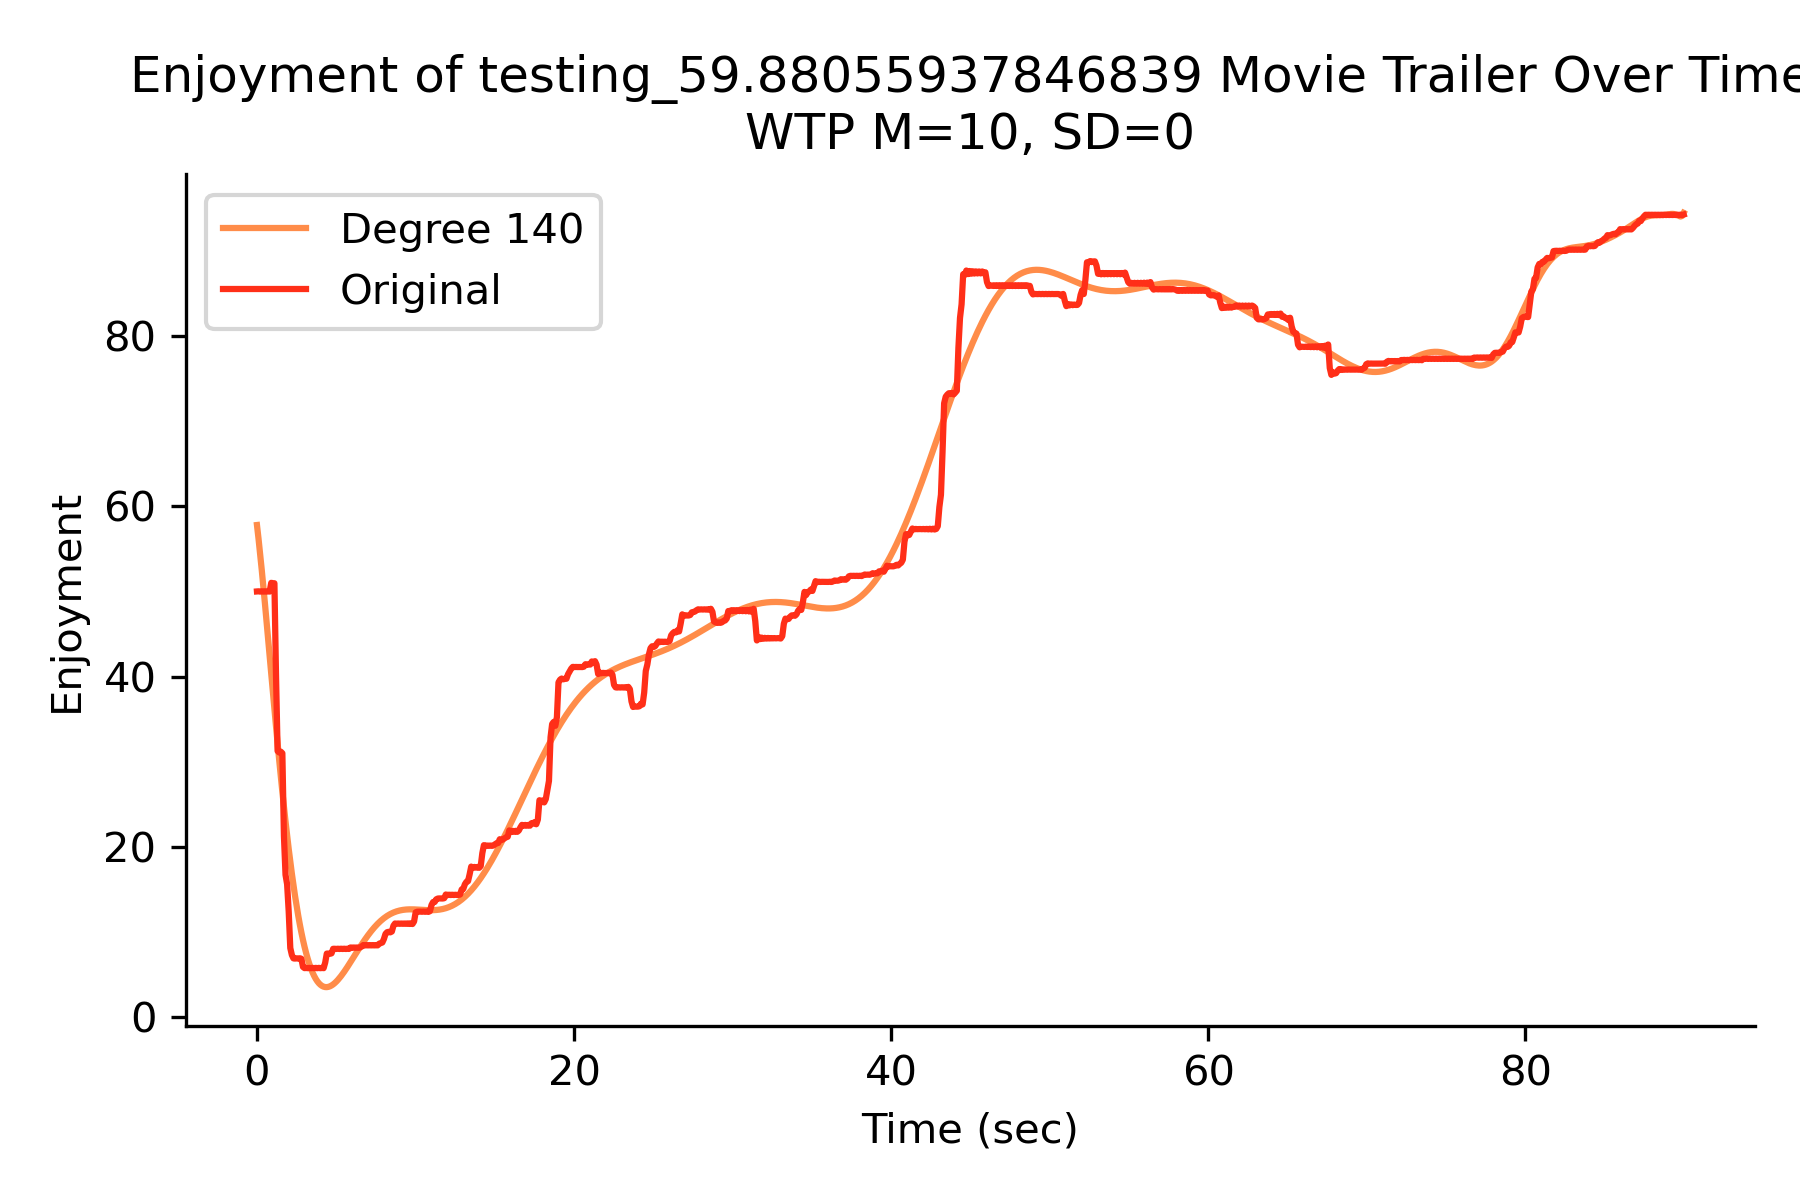 Enjoyment of testing_59.88055937846839 Movie Trailer Over Time
WTP M=10, SD=0
Degree 140
Original
80
60
40
20
0
Enjoyment
0 20 40 60 80
Time (sec)